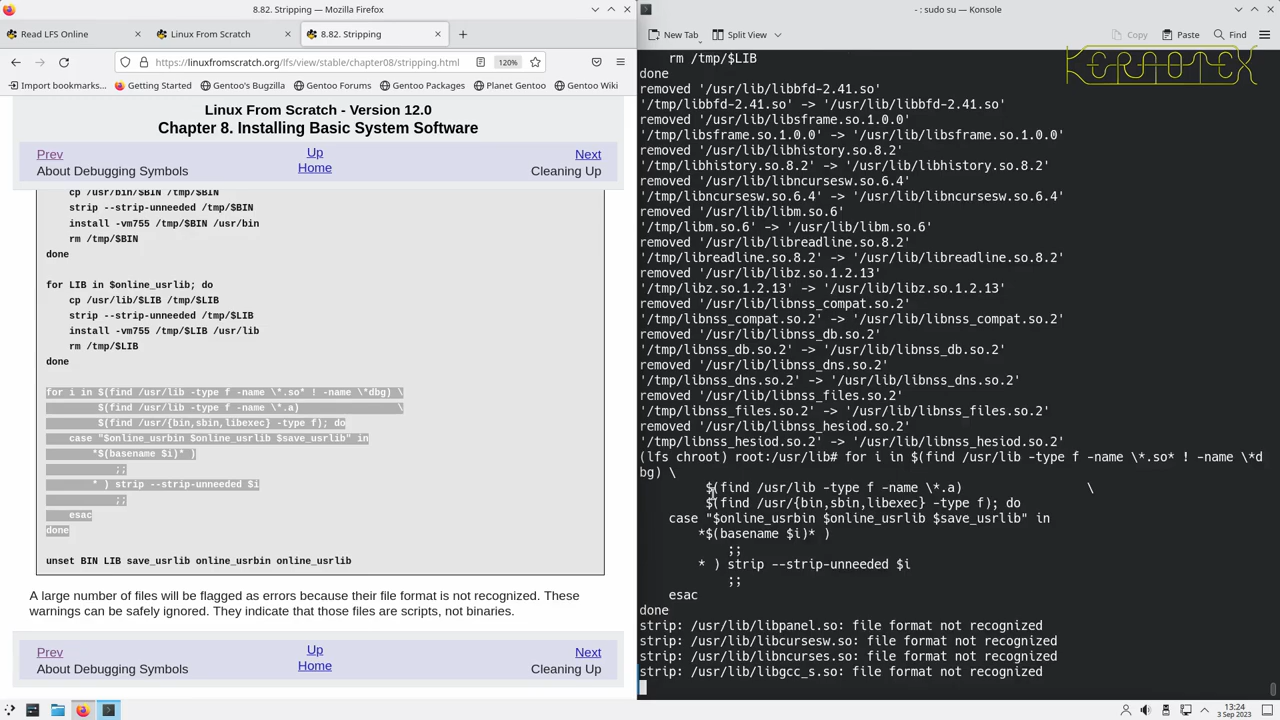 8.82. Stripping — Mozilla Firefox
Read LFS Online
Linux From Scratch
8.82. Stripping
https://linuxfromscratch.org/lfs/view/stable/chapter08/stripping.html
120%
Import bookmarks...
Getting Started
Gentoo's Bugzilla
Gentoo Forums
Gentoo Packages
Planet Gentoo
Gentoo Wiki
Linux From Scratch - Version 12.0
Chapter 8. Installing Basic System Software
Prev
Up
Next
About Debugging Symbols
Home
Cleaning Up
cp /usr/bin/$BIN /tmp/$BIN
strip --strip-unneeded /tmp/$BIN
install -vm755 /tmp/$BIN /usr/bin
rm /tmp/$BIN
done
for LIB in $online_usrlib; do
cp /usr/lib/$LIB /tmp/$LIB
strip --strip-unneeded /tmp/$LIB
install -vm755 /tmp/$LIB /usr/lib
rm /tmp/$LIB
done
for i in $(find /usr/lib -type f -name \*.so* ! -name \*dbg) \
$(find /usr/lib -type f -name \*.a) \
$(find /usr/{bin,sbin,libexec} -type f); do
case "$online_usrbin $online_usrlib $save_usrlib" in
*$(basename $i)* )
;;
* ) strip --strip-unneeded $i
;;
esac
done
unset BIN LIB save_usrlib online_usrbin online_usrlib
A large number of files will be flagged as errors because their file format is not recognized. These
warnings can be safely ignored. They indicate that those files are scripts, not binaries.
Prev
Up
Next
About Debugging Symbols
Home
Cleaning Up
- : sudo su — Konsole
New Tab
Split View
Copy
Paste
Find
KERNOTEX
rm /tmp/$LIB
done
removed '/usr/lib/libbfd-2.41.so'
'/tmp/libbfd-2.41.so' -> '/usr/lib/libbfd-2.41.so'
removed '/usr/lib/libsframe.so.1.0.0'
'/tmp/libsframe.so.1.0.0' -> '/usr/lib/libsframe.so.1.0.0'
removed '/usr/lib/libhistory.so.8.2'
'/tmp/libhistory.so.8.2' -> '/usr/lib/libhistory.so.8.2'
removed '/usr/lib/libncursesw.so.6.4'
'/tmp/libncursesw.so.6.4' -> '/usr/lib/libncursesw.so.6.4'
removed '/usr/lib/libm.so.6'
'/tmp/libm.so.6' -> '/usr/lib/libm.so.6'
removed '/usr/lib/libreadline.so.8.2'
'/tmp/libreadline.so.8.2' -> '/usr/lib/libreadline.so.8.2'
removed '/usr/lib/libz.so.1.2.13'
'/tmp/libz.so.1.2.13' -> '/usr/lib/libz.so.1.2.13'
removed '/usr/lib/libnss_compat.so.2'
'/tmp/libnss_compat.so.2' -> '/usr/lib/libnss_compat.so.2'
removed '/usr/lib/libnss_db.so.2'
'/tmp/libnss_db.so.2' -> '/usr/lib/libnss_db.so.2'
removed '/usr/lib/libnss_dns.so.2'
'/tmp/libnss_dns.so.2' -> '/usr/lib/libnss_dns.so.2'
removed '/usr/lib/libnss_files.so.2'
'/tmp/libnss_files.so.2' -> '/usr/lib/libnss_files.so.2'
removed '/usr/lib/libnss_hesiod.so.2'
'/tmp/libnss_hesiod.so.2' -> '/usr/lib/libnss_hesiod.so.2'
(lfs chroot) root:/usr/lib# for i in $(find /usr/lib -type f -name \*.so* ! -name \*d
bg) \
$(find /usr/lib -type f -name \*.a) \
$(find /usr/{bin,sbin,libexec} -type f); do
case "$online_usrbin $online_usrlib $save_usrlib" in
*$(basename $i)* )
;;
* ) strip --strip-unneeded $i
;;
esac
done
strip: /usr/lib/libpanel.so: file format not recognized
strip: /usr/lib/libcursesw.so: file format not recognized
strip: /usr/lib/libncurses.so: file format not recognized
strip: /usr/lib/libgcc_s.so: file format not recognized
13:24
3 Sep 2023